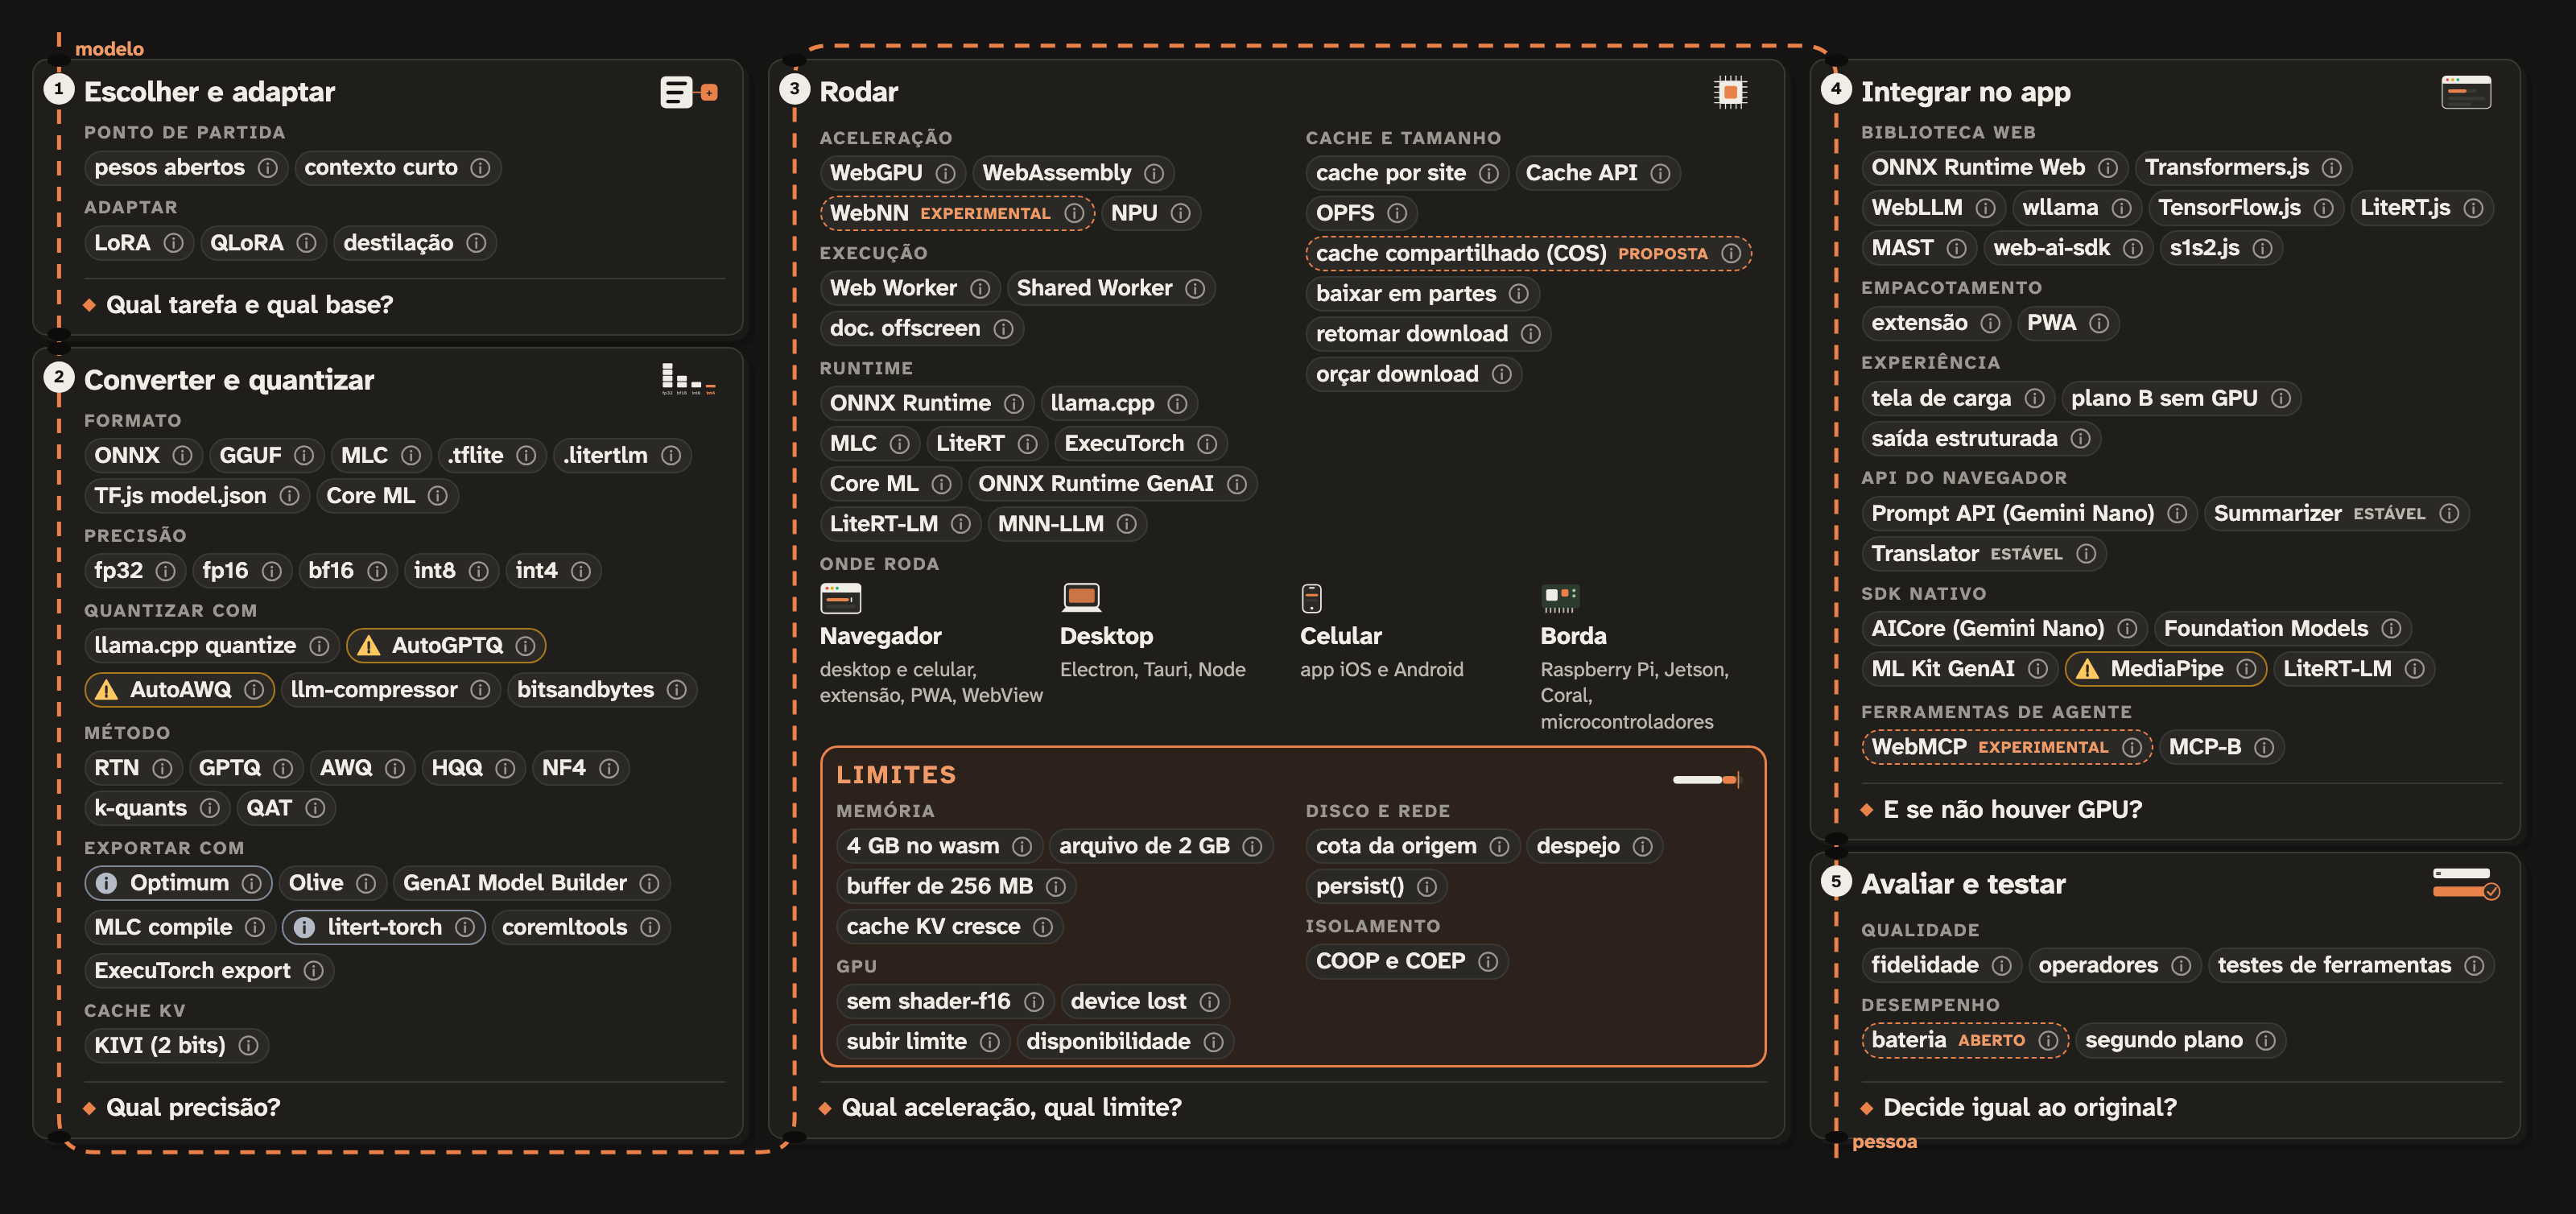 modelo
1 Escolher e adaptar
PONTO DE PARTIDA
pesos abertos contexto curto
ADAPTAR
LoRA QLoRA destilação
Qual tarefa e qual base?
2 Converter e quantizar
fp32 bf16 int8 int4
FORMATO
ONNX GGUF MLC .tflite .litertlm
TF.js model.json Core ML
PRECISÃO
fp32 fp16 bf16 int8 int4
QUANTIZAR COM
llama.cpp quantize AutoGPTQ
AutoAWQ llm-compressor bitsandbytes
MÉTODO
RTN GPTQ AWQ HQQ NF4
k-quants QAT
EXPORTAR COM
Optimum Olive GenAI Model Builder
MLC compile litert-torch coremltools
ExecuTorch export
CACHE KV
KIVI (2 bits)
Qual precisão?
3 Rodar
ACELERAÇÃO
WebGPU WebAssembly
WebNN EXPERIMENTAL NPU
EXECUÇÃO
Web Worker Shared Worker
doc. offscreen
RUNTIME
ONNX Runtime llama.cpp
MLC LiteRT ExecuTorch
Core ML ONNX Runtime GenAI
LiteRT-LM MNN-LLM
CACHE E TAMANHO
cache por site Cache API
OPFS
cache compartilhado (COS) PROPOSTA
baixar em partes
retomar download
orçar download
ONDE RODA
Navegador
desktop e celular,
extensão, PWA, WebView
Desktop
Electron, Tauri, Node
Celular
app iOS e Android
Borda
Raspberry Pi, Jetson,
Coral,
microcontroladores
LIMITES
MEMÓRIA
4 GB no wasm arquivo de 2 GB
buffer de 256 MB
cache KV cresce
GPU
sem shader-f16 device lost
subir limite disponibilidade
DISCO E REDE
cota da origem despejo
persist()
ISOLAMENTO
COOP e COEP
Qual aceleração, qual limite?
4 Integrar no app
BIBLIOTECA WEB
ONNX Runtime Web Transformers.js
WebLLM wllama TensorFlow.js LiteRT.js
MAST web-ai-sdk s1s2.js
EMPACOTAMENTO
extensão PWA
EXPERIÊNCIA
tela de carga plano B sem GPU
saída estruturada
API DO NAVEGADOR
Prompt API (Gemini Nano) Summarizer ESTÁVEL
Translator ESTÁVEL
SDK NATIVO
AICore (Gemini Nano) Foundation Models
ML Kit GenAI MediaPipe LiteRT-LM
FERRAMENTAS DE AGENTE
WebMCP EXPERIMENTAL MCP-B
E se não houver GPU?
5 Avaliar e testar
QUALIDADE
fidelidade operadores testes de ferramentas
DESEMPENHO
bateria ABERTO segundo plano
Decide igual ao original?
pessoa